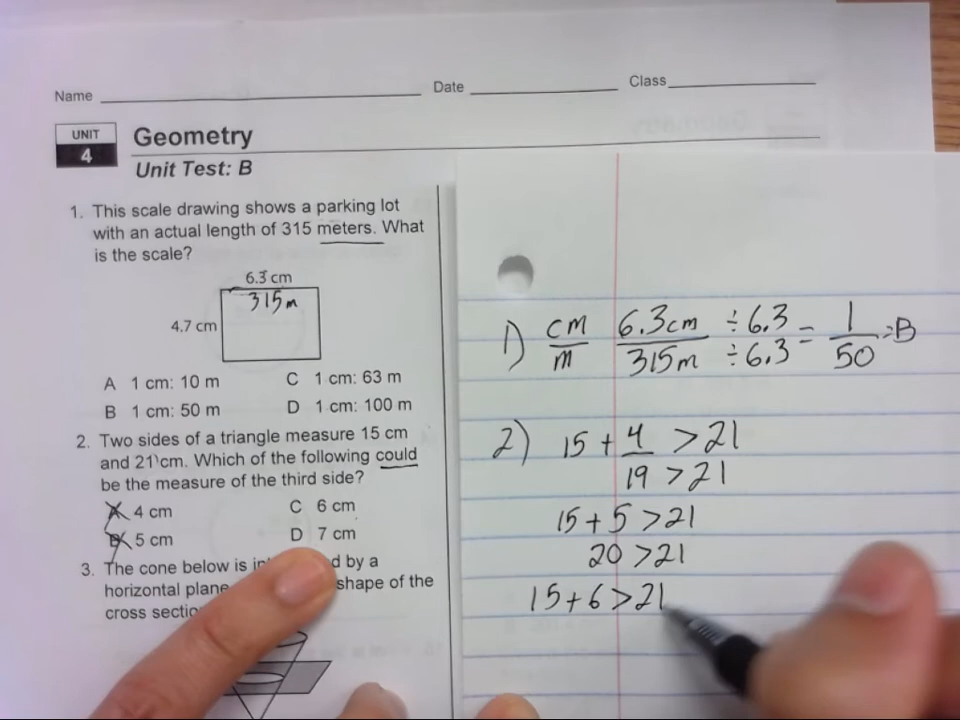 Name Date Class
UNIT 4 Geometry
Unit Test: B
1. This scale drawing shows a parking lot
with an actual length of 315 meters. What
is the scale?
6.3 cm
315m
4.7 cm
A 1 cm: 10 m C 1 cm: 63 m
B 1 cm: 50 m D 1 cm: 100 m
2. Two sides of a triangle measure 15 cm
and 21 cm. Which of the following could
be the measure of the third side?
A 4 cm C 6 cm
B 5 cm D 7 cm
3. The cone below is by a
horizontal plane shape of the
cross
1) cm/m 6.3cm/315m ÷6.3/÷6.3 = 1/50 = B
2) 15 + 4 > 21
19 > 21
15 + 5 > 21
20 > 21
15 + 6 > 21